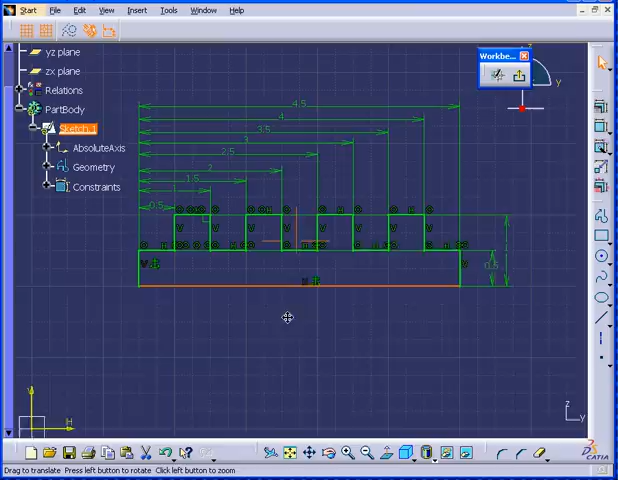 Start File Edit View Insert Tools Window Help
Workbe...
yz plane
zx plane
Relations
PartBody
Sketch.1
AbsoluteAxis
Geometry
Constraints
y
4.5
4
3.5
3
2.5
2
1.5
1
0.5
0.5
V
H
z
y
CATIA
Drag to translate Press left button to rotate Click left button to zoom